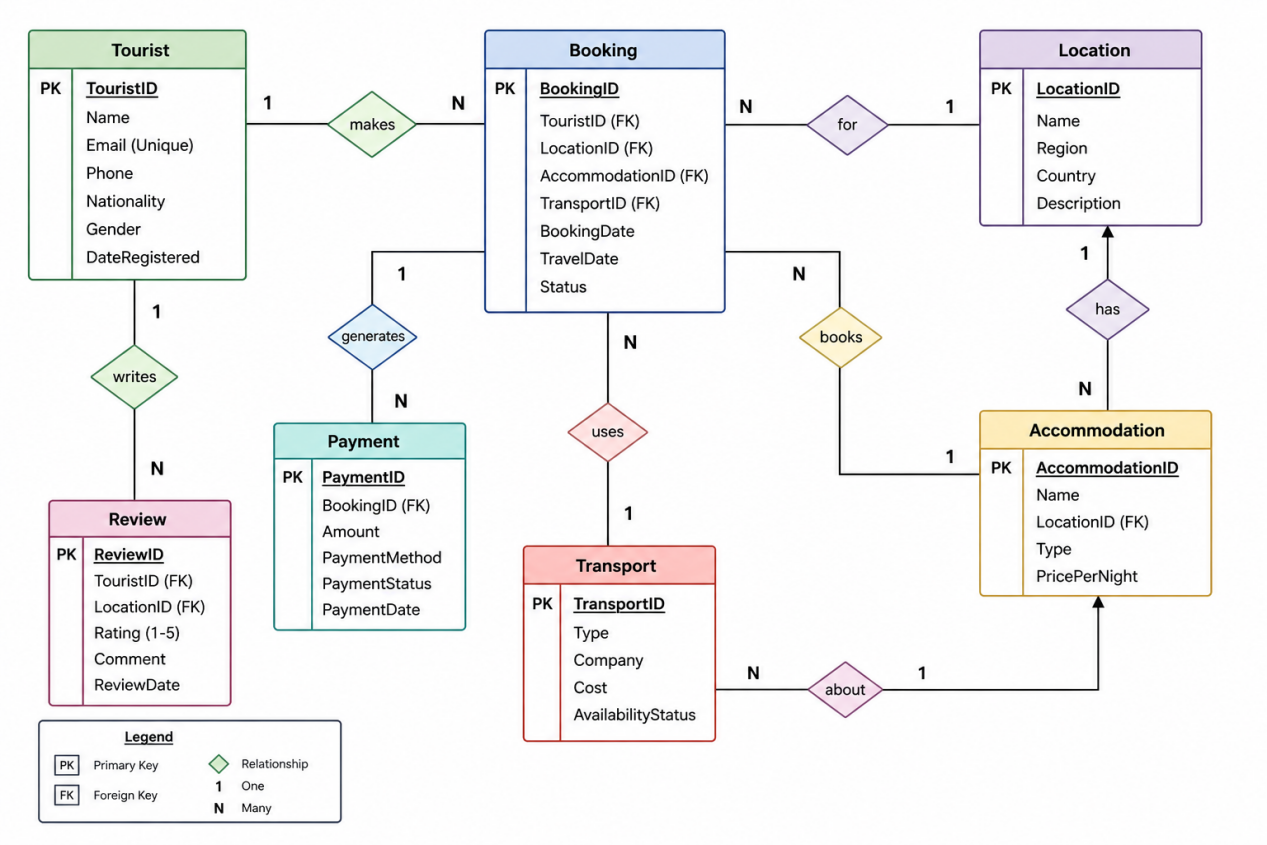 Tourist
PK TouristID
Name
Email (Unique)
Phone
Nationality
Gender
DateRegistered
1
makes
N
Booking
PK BookingID
TouristID (FK)
LocationID (FK)
AccommodationID (FK)
TransportID (FK)
BookingDate
TravelDate
Status
N
for
1
Location
PK LocationID
Name
Region
Country
Description
1
writes
N
1
generates
N
N
uses
1
N
books
1
1
has
N
Review
PK ReviewID
TouristID (FK)
LocationID (FK)
Rating (1-5)
Comment
ReviewDate
Payment
PK PaymentID
BookingID (FK)
Amount
PaymentMethod
PaymentStatus
PaymentDate
Transport
PK TransportID
Type
Company
Cost
AvailabilityStatus
N
about
1
Accommodation
PK AccommodationID
Name
LocationID (FK)
Type
PricePerNight
Legend
PK Primary Key
FK Foreign Key
Relationship
1 One
N Many